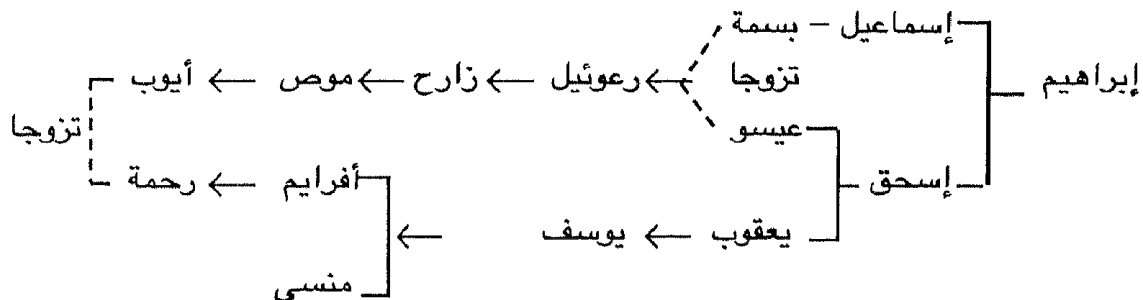 إسماعيل – بسمة
إبراهيم تزوجا رعوئيل زارح موص أيوب
عيسو تزوجا
إسحق أفرايم رحمة
يعقوب يوسف
منسى